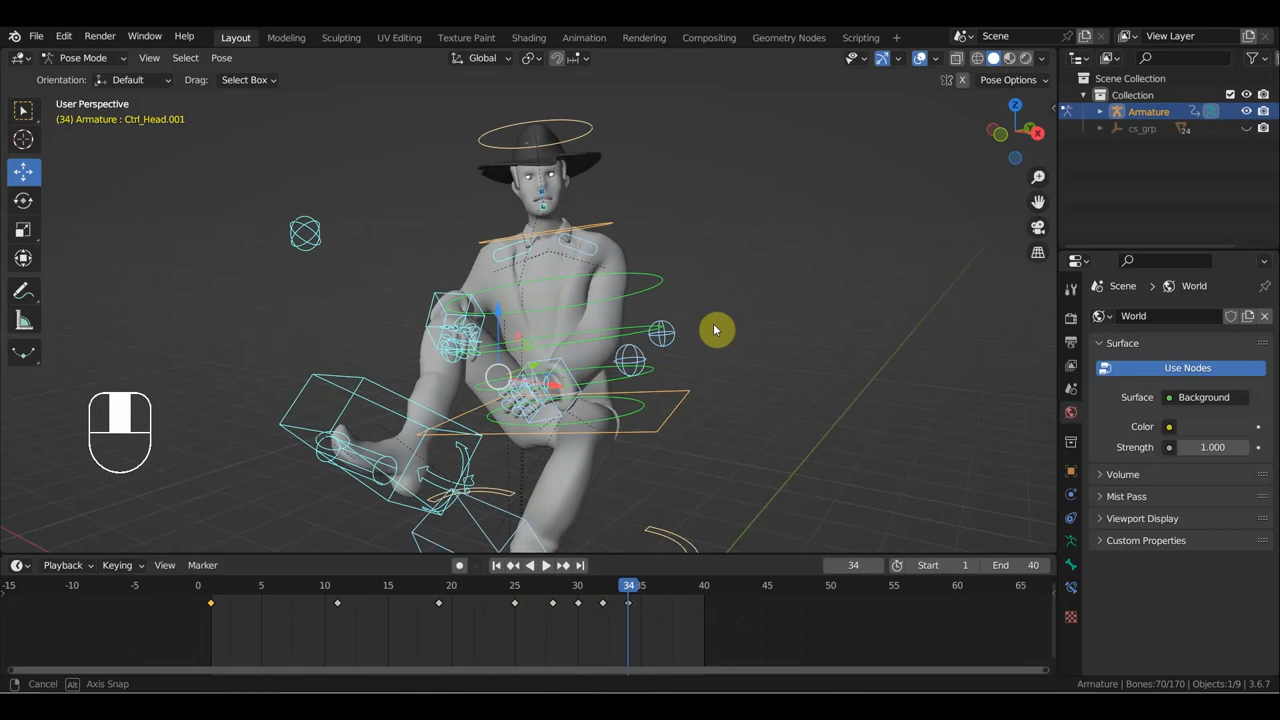 File Edit Render Window Help Layout Modeling Sculpting UV Editing Texture Paint Shading Animation Rendering Compositing Geometry Nodes Scripting + Scene View Layer
Pose Mode View Select Pose Global
Orientation: Default Drag: Select Box X Pose Options
Scene Collection
Collection
Armature
cs_grp 24
User Perspective
(34) Armature : Ctrl_Head.001
Z
X
Scene > World
World
Surface
Use Nodes
Surface Background
Color
Strength 1.000
Volume
Mist Pass
Viewport Display
Custom Properties
Playback Keying View Marker 34 Start 1 End 40
-15 -10 -5 0 5 10 15 20 25 30 34 35 40 45 50 55 60 65
Cancel Alt Axis Snap Armature | Bones:70/170 | Objects:1/9 | 3.6.7